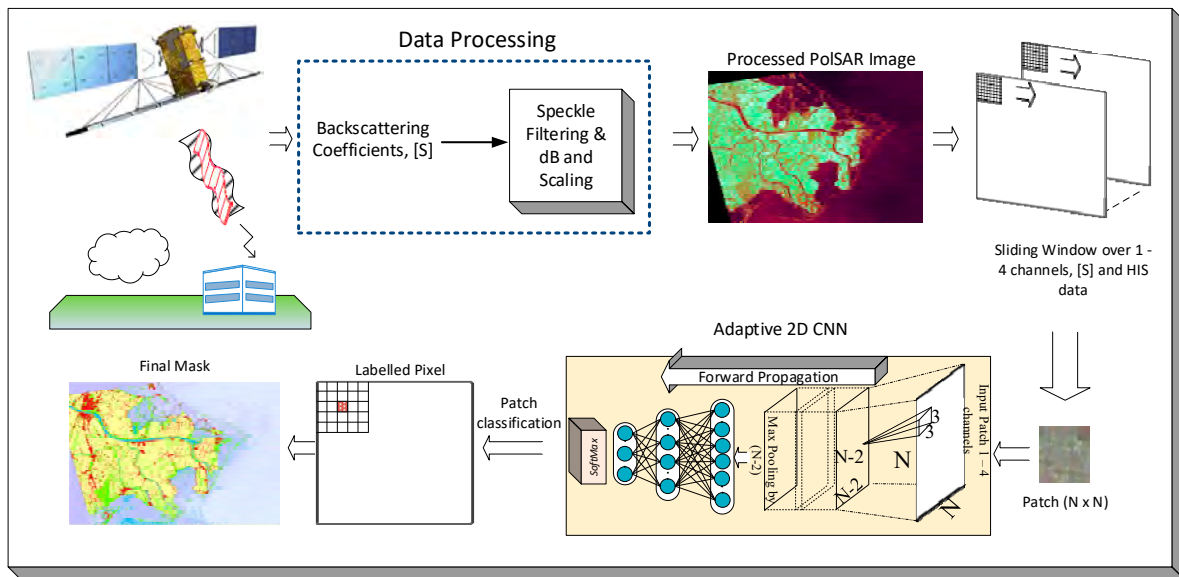 Data Processing
Backscattering
Coefficients, [S]
Speckle
Filtering &
dB and
Scaling
Processed PolSAR Image
Sliding Window over 1 -
4 channels, [S] and HIS
data
Adaptive 2D CNN
Forward Propagation
Input Patch 1 – 4
channels
3
3
N
N
N-2
N-2
Max Pooling by
(N-2)
SoftMax
Patch (N x N)
Patch
classification
Labelled Pixel
Final Mask